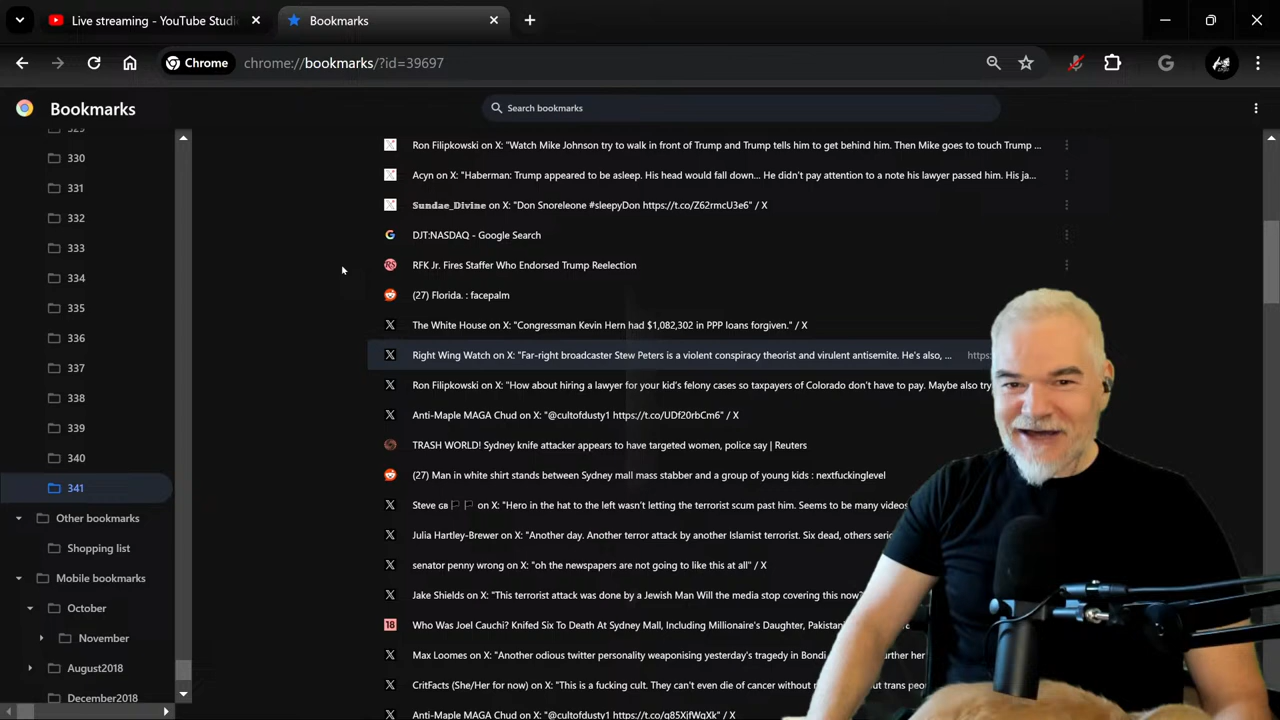 Live streaming - YouTube Studi
Bookmarks
Chrome
chrome://bookmarks/?id=39697
Bookmarks
Search bookmarks
329
330
331
332
333
334
335
336
337
338
339
340
341
Other bookmarks
Shopping list
Mobile bookmarks
October
November
August2018
December2018
Ron Filipkowski on X: "Watch Mike Johnson try to walk in front of Trump and Trump tells him to get behind him. Then Mike goes to touch Trump ...
Acyn on X: "Haberman: Trump appeared to be asleep. His head would fall down... He didn't pay attention to a note his lawyer passed him. His ja...
Sundae_Divine on X: "Don Snoreleone #sleepyDon https://t.co/Z62rmcU3e6" / X
DJT:NASDAQ - Google Search
RFK Jr. Fires Staffer Who Endorsed Trump Reelection
(27) Florida. : facepalm
The White House on X: "Congressman Kevin Hern had $1,082,302 in PPP loans forgiven." / X
Right Wing Watch on X: "Far-right broadcaster Stew Peters is a violent conspiracy theorist and virulent antisemite. He's also, ... https:
Ron Filipkowski on X: "How about hiring a lawyer for your kid's felony cases so taxpayers of Colorado don't have to pay. Maybe also try
Anti-Maple MAGA Chud on X: "@cultofdusty1 https://t.co/UDf20rbCm6" / X
TRASH WORLD! Sydney knife attacker appears to have targeted women, police say | Reuters
(27) Man in white shirt stands between Sydney mall mass stabber and a group of young kids : nextfuckinglevel
Steve GB on X: "Hero in the hat to the left wasn't letting the terrorist scum past him. Seems to be many videos
Julia Hartley-Brewer on X: "Another day. Another terror attack by another Islamist terrorist. Six dead, others seri
senator penny wrong on X: "oh the newspapers are not going to like this at all" / X
Jake Shields on X: "This terrorist attack was done by a Jewish Man Will the media stop covering this now"
Who Was Joel Cauchi? Knifed Six To Death At Sydney Mall, Including Millionaire's Daughter, Pakistan
Max Loomes on X: "Another odious twitter personality weaponising yesterday's tragedy in Bondi further her
CritFacts (She/Her for now) on X: "This is a fucking cult. They can't even die of cancer without trans peo
Anti-Maple MAGA Chud on X: "@cultofdusty1 https://t.co/g85XjfWqXk" / X